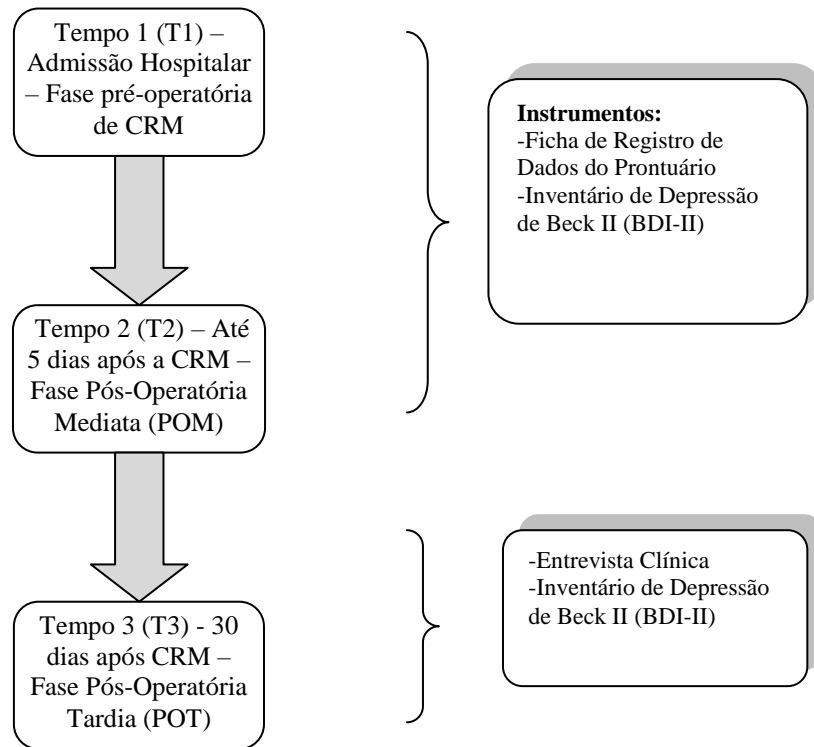 Tempo 1 (T1) –
Admissão Hospitalar
– Fase pré-operatória
de CRM
Instrumentos:
-Ficha de Registro de
Dados do Prontuário
-Inventário de Depressão
de Beck II (BDI-II)
Tempo 2 (T2) – Até
5 dias após a CRM –
Fase Pós-Operatória
Mediata (POM)
-Entrevista Clínica
-Inventário de Depressão
de Beck II (BDI-II)
Tempo 3 (T3) - 30
dias após CRM –
Fase Pós-Operatória
Tardia (POT)